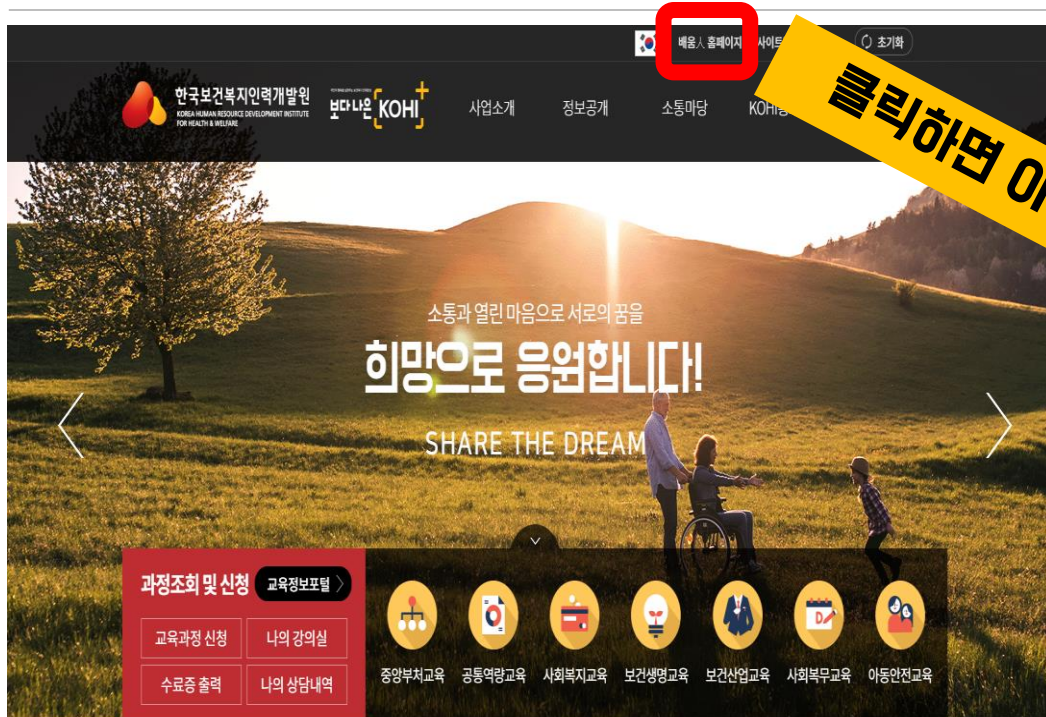 배움人 홈페이지 사이트
초기화
한국보건복지인력개발원
KOREA HUMAN RESOURCE DEVELOPMENT INSTITUTE
FOR HEALTH & WELFARE
보다나은 KOHI
사업소개 정보공개 소통마당
클릭하면
소통과 열린 마음으로 서로의 꿈을
희망으로 응원합니다!
SHARE THE DREAM
과정조회 및 신청 교육정보포털
교육과정 신청 나의 강의실
수료증 출력 나의 상담내역
중앙부처교육 공통역량교육 사회복지교육 보건생명교육 보건산업교육 사회복무교육 아동안전교육